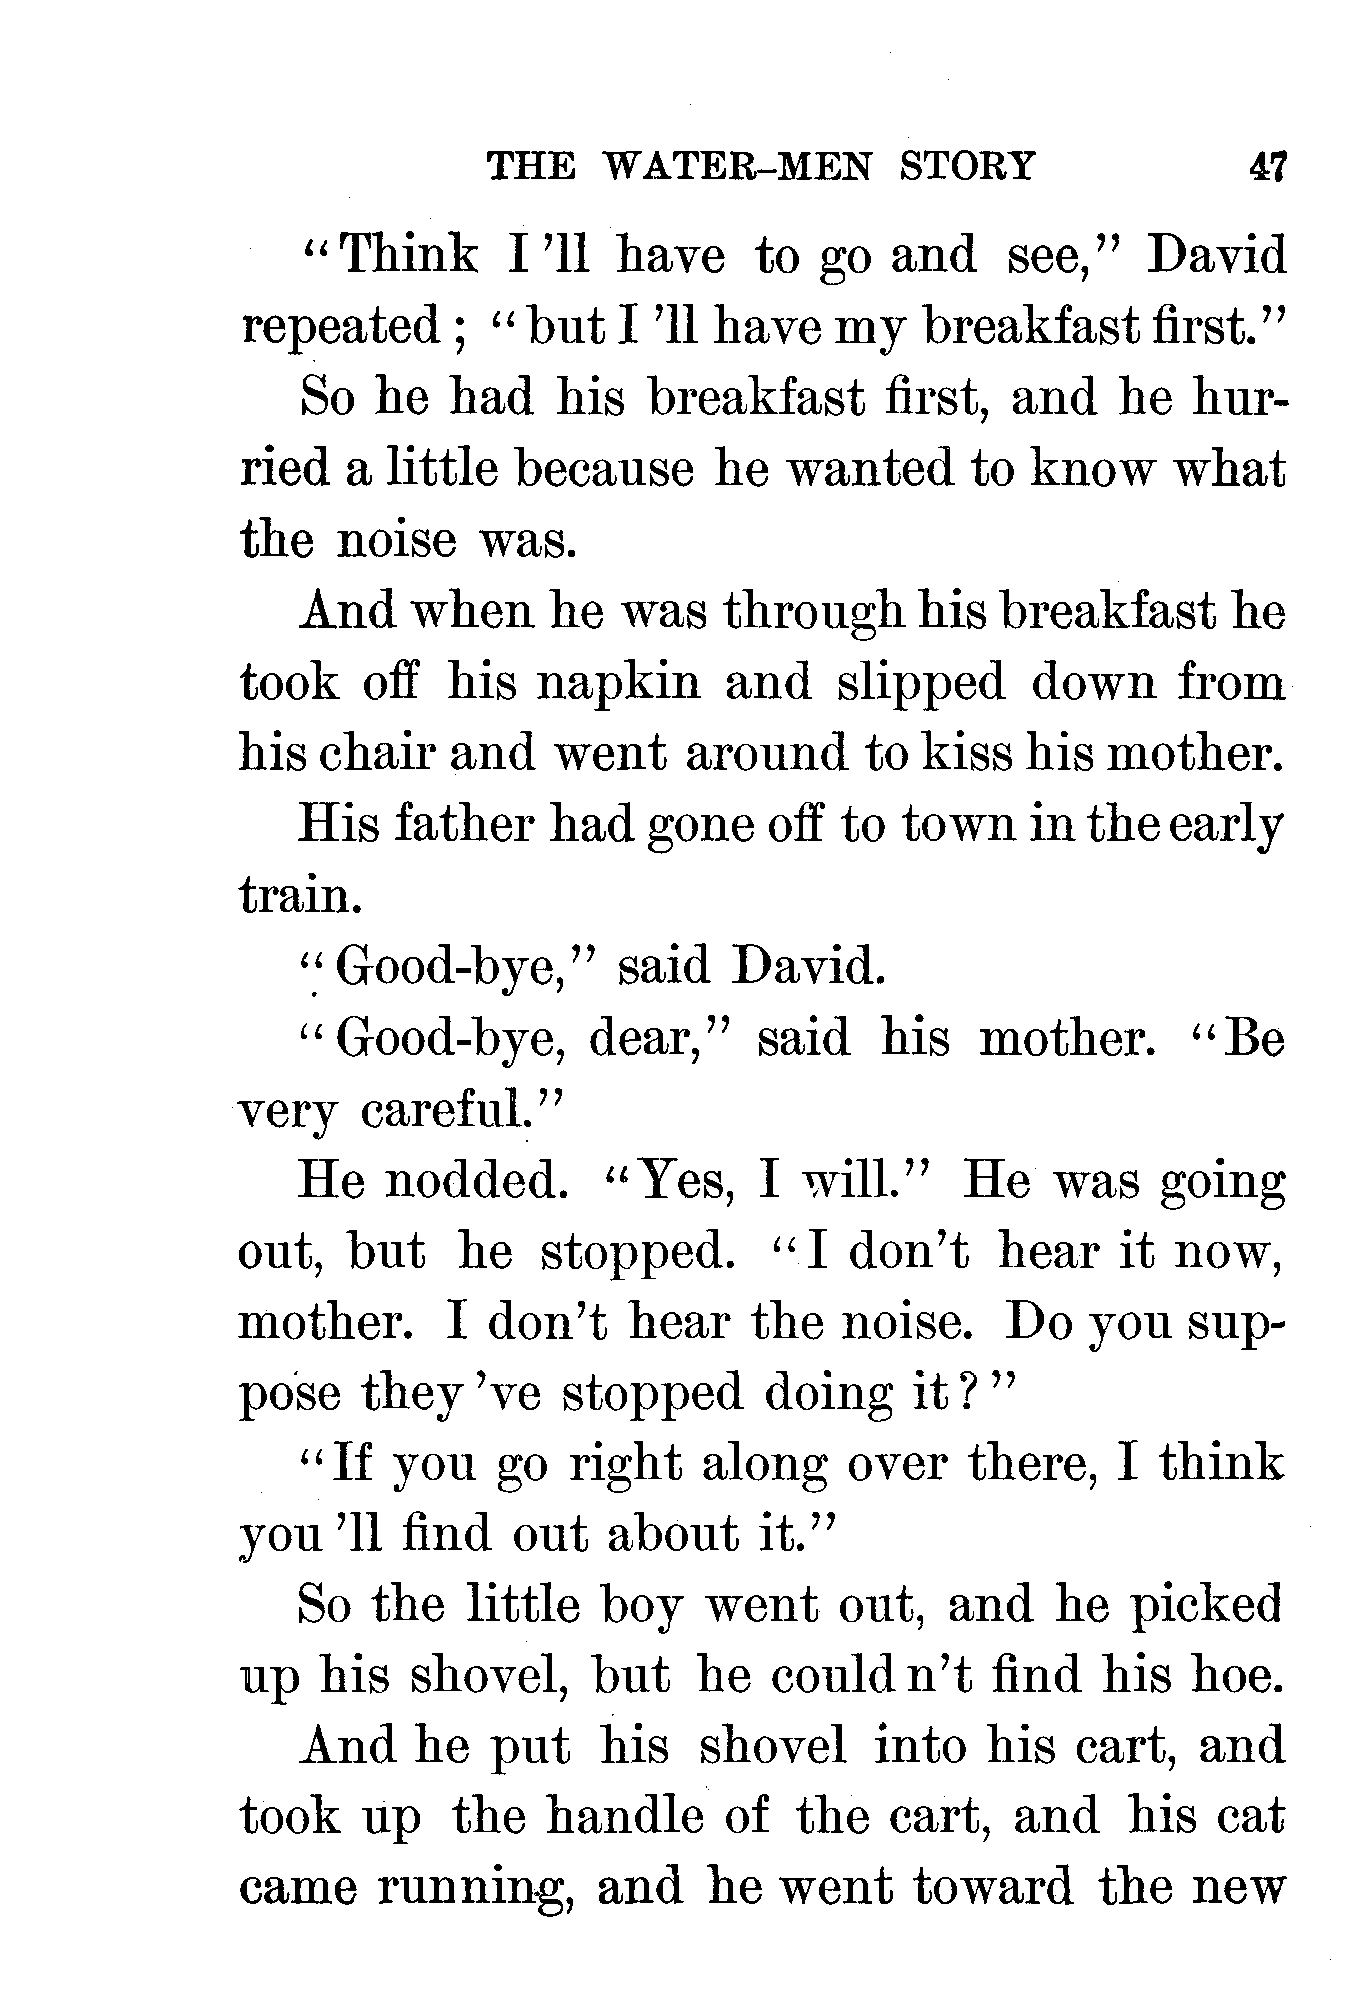 THE WATER-MEN STORY 47
"Think I'll have to go and see," David
repeated; "but I'll have my breakfast first."
So he had his breakfast first, and he hur-
ried a little because he wanted to know what
the noise was.
And when he was through his breakfast he
took off his napkin and slipped down from
his chair and went around to kiss his mother.
His father had gone off to town in the early
train.
"Good-bye," said David.
"Good-bye, dear," said his mother. "Be
very careful."
He nodded. "Yes, I will." He was going
out, but he stopped. "I don't hear it now,
mother. I don't hear the noise. Do you sup-
pose they've stopped doing it?"
"If you go right along over there, I think
you'll find out about it."
So the little boy went out, and he picked
up his shovel, but he couldn't find his hoe.
And he put his shovel into his cart, and
took up the handle of the cart, and his cat
came running, and he went toward the new